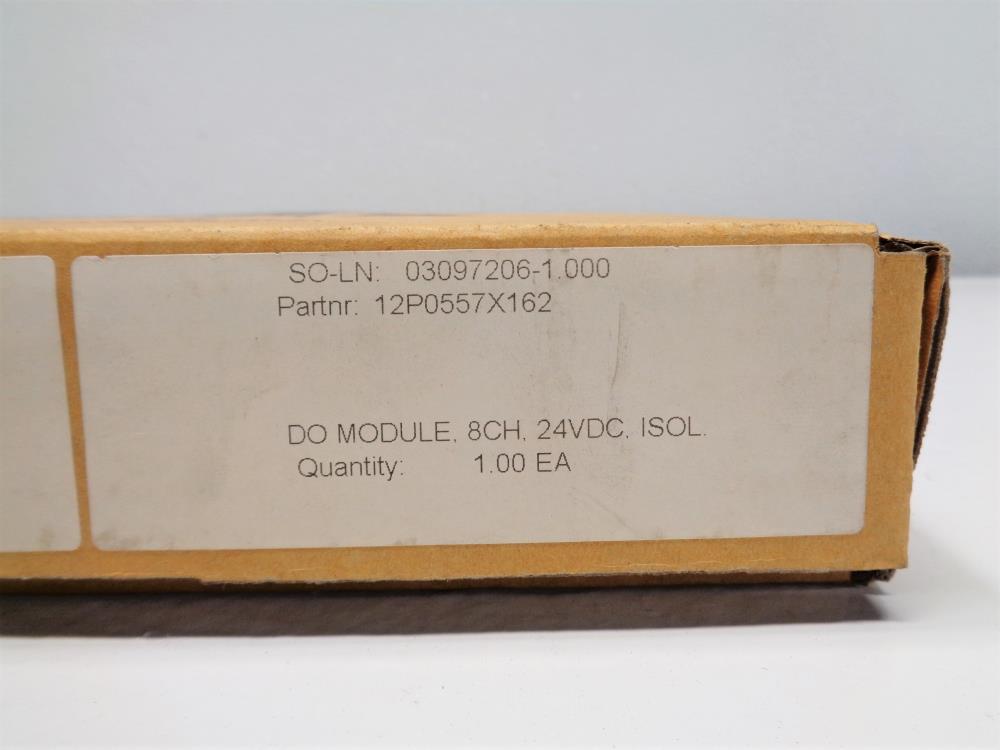 SO-LN: 03097206-1.000
Partnr: 12P0557X162
DO MODULE, 8CH, 24VDC, ISOL.
Quantity: 1.00 EA